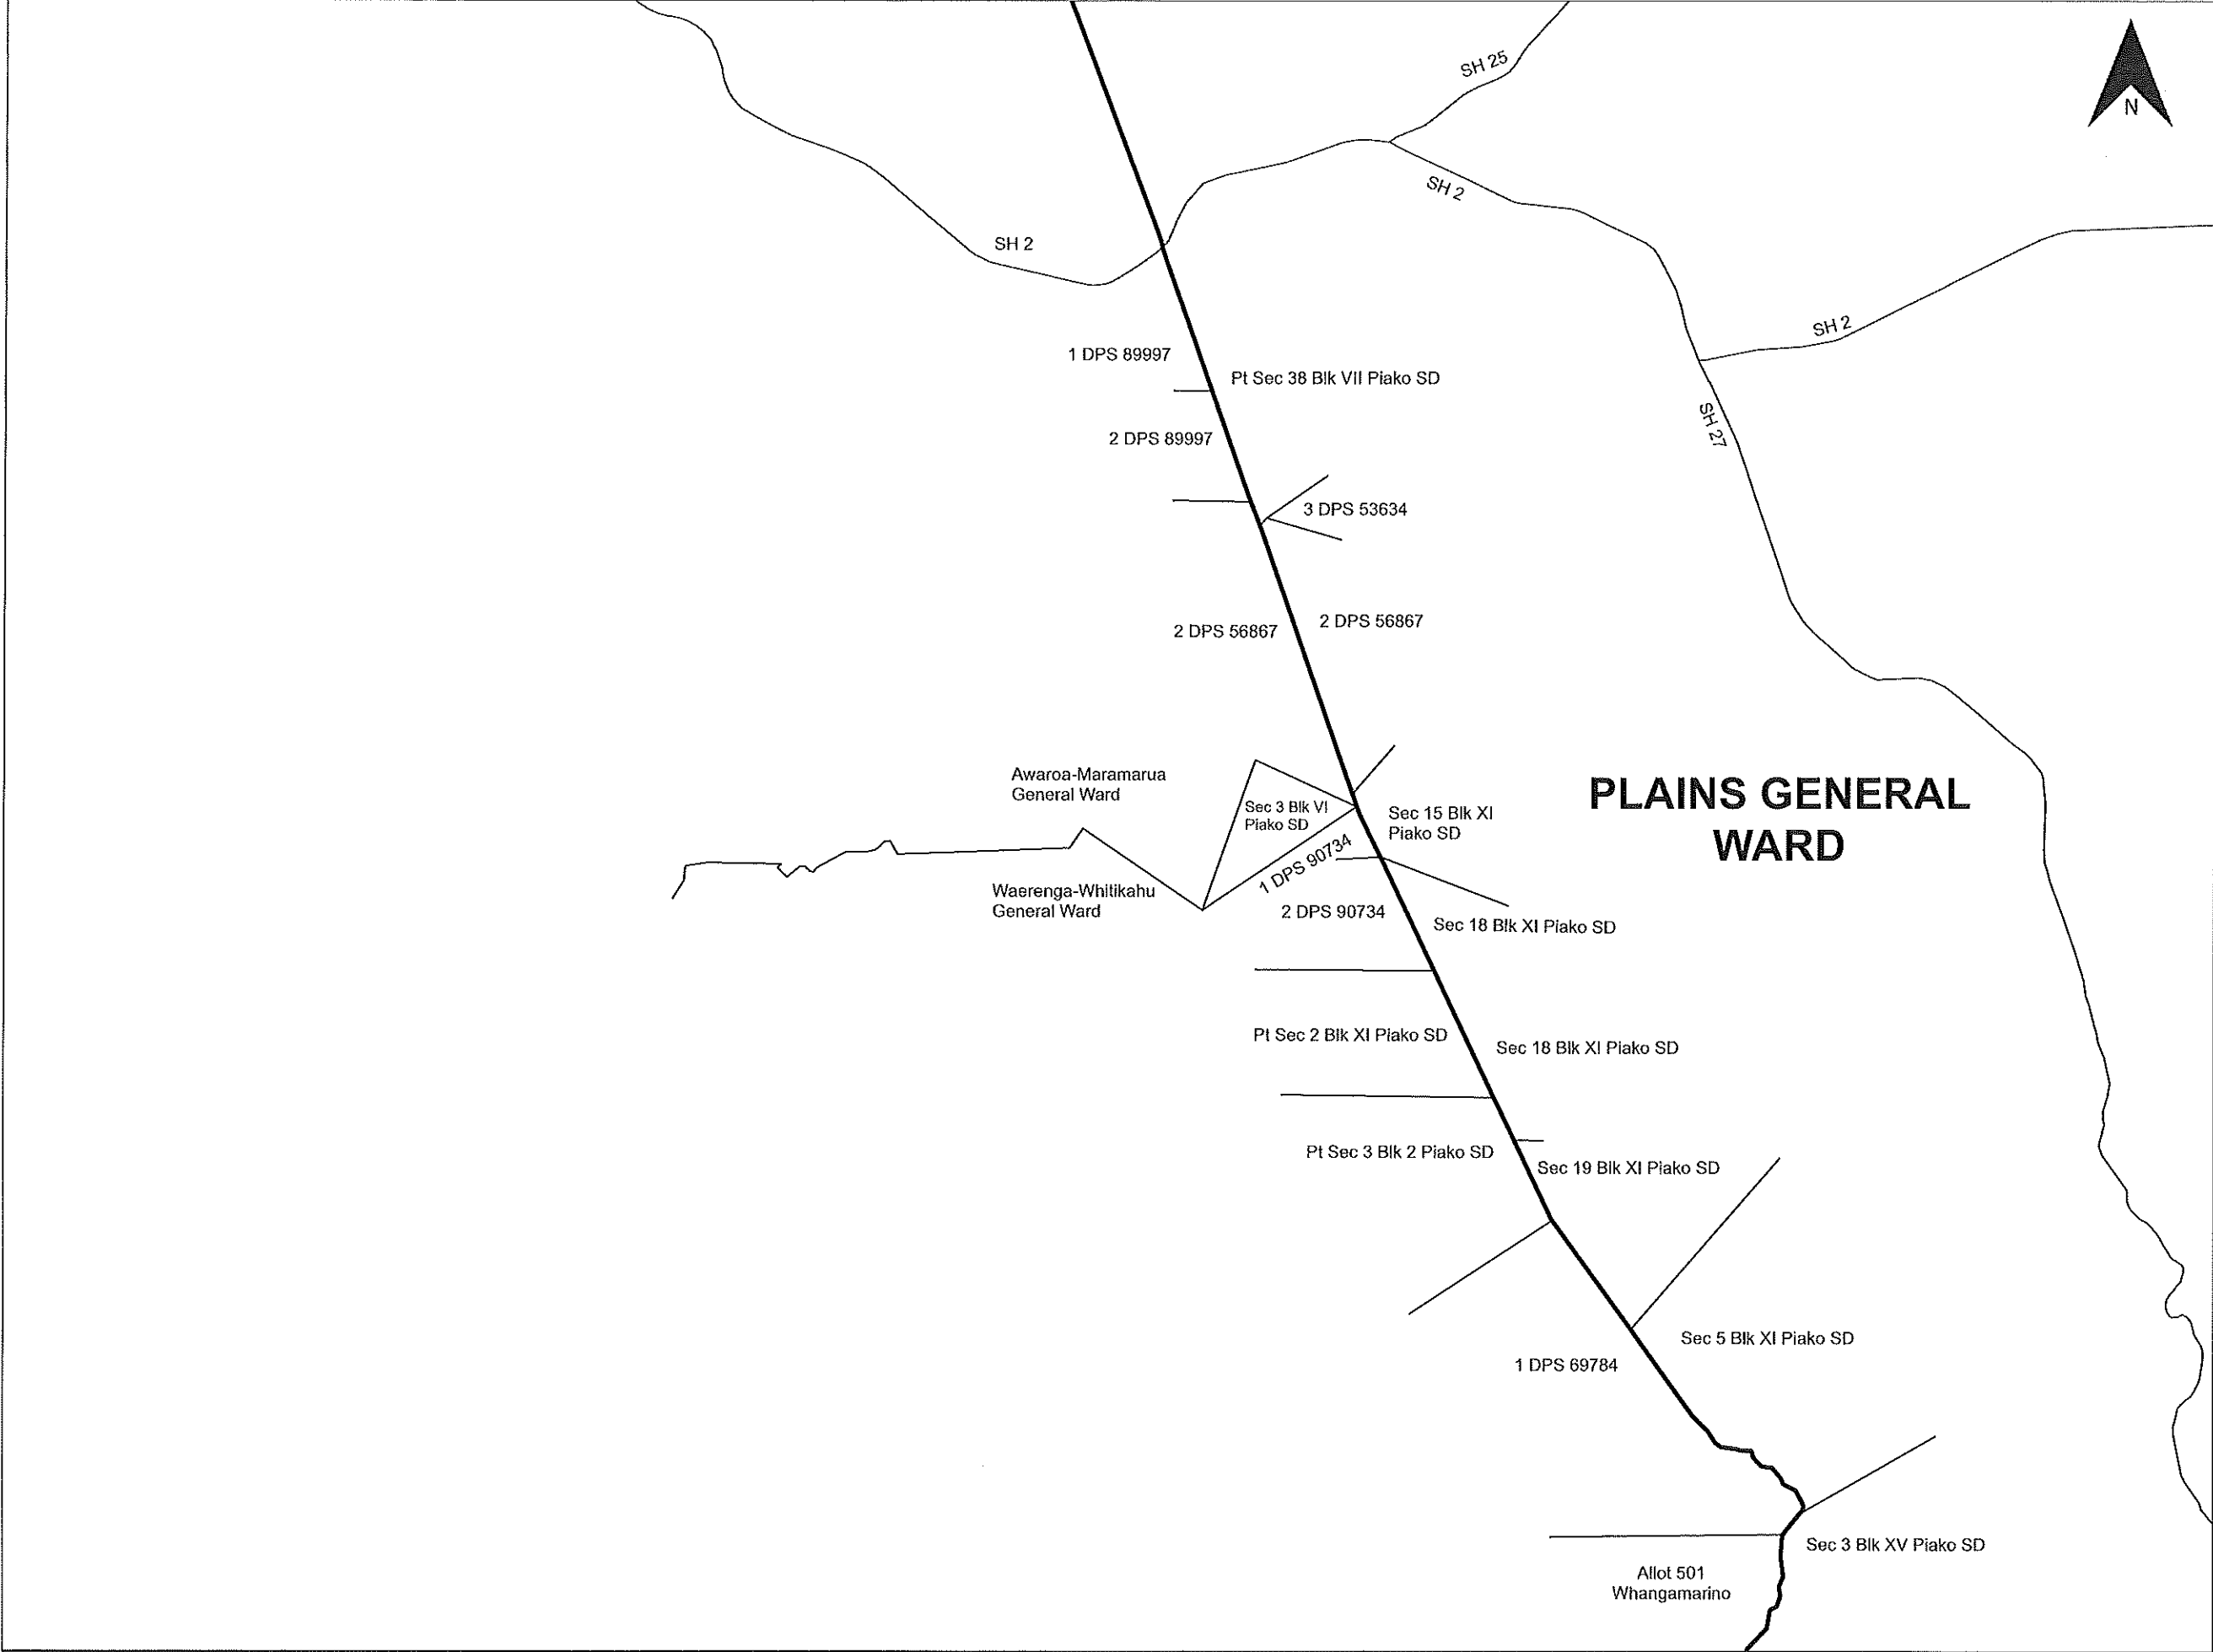 SH 25
N
SH 2
SH 2
SH 2
1 DPS 89997
Pt Sec 38 Blk VII Piako SD
SH 27
2 DPS 89997
3 DPS 53634
2 DPS 56867
2 DPS 56867
Awaroa-Maramarua
General Ward
Sec 3 Blk VI
Piako SD
Sec 15 Blk XI
Piako SD
PLAINS GENERAL
WARD
1 DPS 90734
Waerenga-Whitikahu
General Ward
2 DPS 90734
Sec 18 Blk XI Piako SD
Pt Sec 2 Blk XI Piako SD
Sec 18 Blk XI Piako SD
Pt Sec 3 Blk 2 Piako SD
Sec 19 Blk XI Piako SD
Sec 5 Blk XI Piako SD
1 DPS 69784
Sec 3 Blk XV Piako SD
Allot 501
Whangamarino